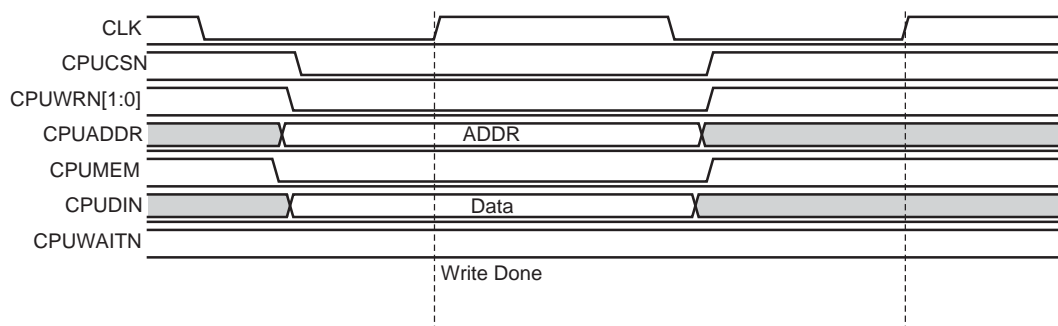 CLK
CPUCSN
CPUWRN[1:0]
CPUADDR ADDR
CPUMEM
CPUDIN Data
CPUWAITN
Write Done